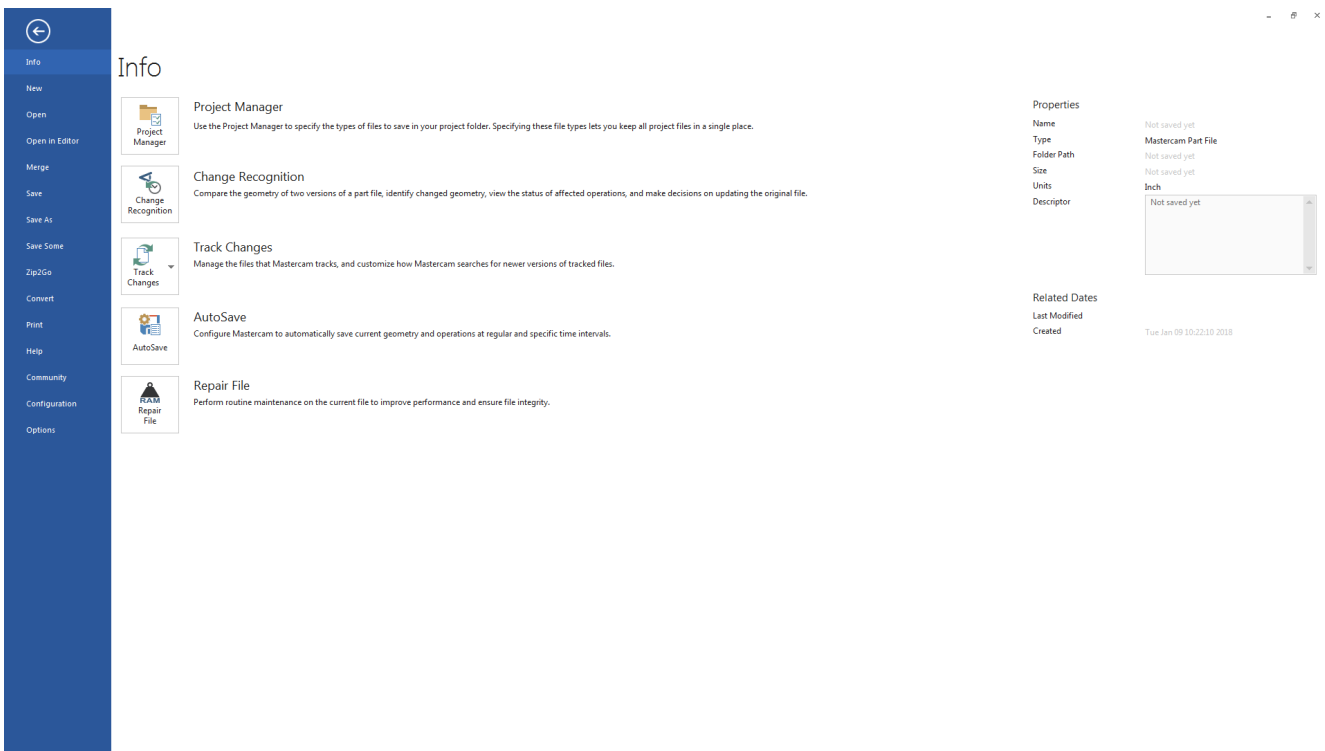 Info
New
Open
Open in Editor
Merge
Save
Save As
Save Some
Zip2Go
Convert
Print
Help
Community
Configuration
Options
Info
Project
Manager
Project Manager
Use the Project Manager to specify the types of files to save in your project folder. Specifying these file types lets you keep all project files in a single place.
Change
Recognition
Change Recognition
Compare the geometry of two versions of a part file, identify changed geometry, view the status of affected operations, and make decisions on updating the original file.
Track
Changes
Track Changes
Manage the files that Mastercam tracks, and customize how Mastercam searches for newer versions of tracked files.
AutoSave
AutoSave
Configure Mastercam to automatically save current geometry and operations at regular and specific time intervals.
RAM
Repair
File
Repair File
Perform routine maintenance on the current file to improve performance and ensure file integrity.
Properties
Name Not saved yet
Type Mastercam Part File
Folder Path Not saved yet
Size Not saved yet
Units Inch
Descriptor Not saved yet
Related Dates
Last Modified
Created Tue Jan 09 10:22:10 2018